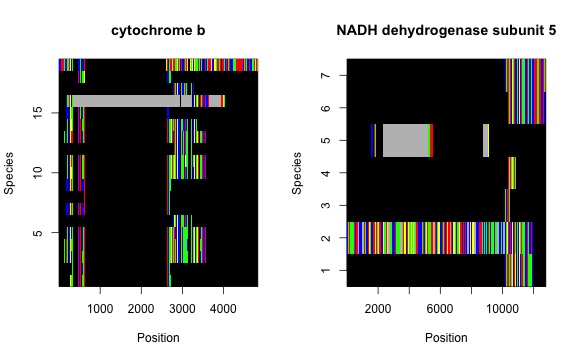 cytochrome b
Species
5
10
15
1000
2000
3000
4000
Position
NADH dehydrogenase subunit 5
Species
1
2
3
4
5
6
7
2000
6000
10000
Position